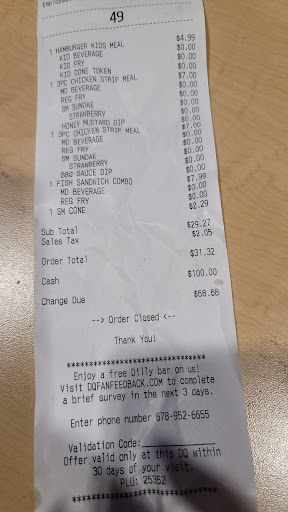 49
1 HAMBURGER KIDS MEAL $4.99
KID BEVERAGE $0.00
KID FRY $0.00
KID CONE TOKEN $0.00
1 3PC CHICKEN STRIP MEAL $7.00
MD BEVERAGE $0.00
REG FRY $0.00
SM SUNDAE $0.00
STRAWBERRY $0.00
HONEY MUSTARD DIP $0.00
1 3PC CHICKEN STRIP MEAL $7.00
MD BEVERAGE $0.00
REG FRY $0.00
SM SUNDAE $0.00
STRAWBERRY $0.00
BBQ SAUCE DIP $0.00
1 FISH SANDWICH COMBO $7.99
MD BEVERAGE $0.00
REG FRY $0.00
1 SM CONE $2.29
Sub Total $29.27
Sales Tax $2.05
Order Total $31.32
Cash $100.00
Change Due $68.68
--> Order Closed <--
Thank You!
*******************************
Enjoy a free Dilly bar on us!
Visit DQFANFEEDBACK.COM to complete
a brief survey in the next 3 days.
Enter phone number 678-952-6655
Validation Code:______________
Offer valid only at this DQ within
30 days of your visit.
PLU: 25352
*******************************